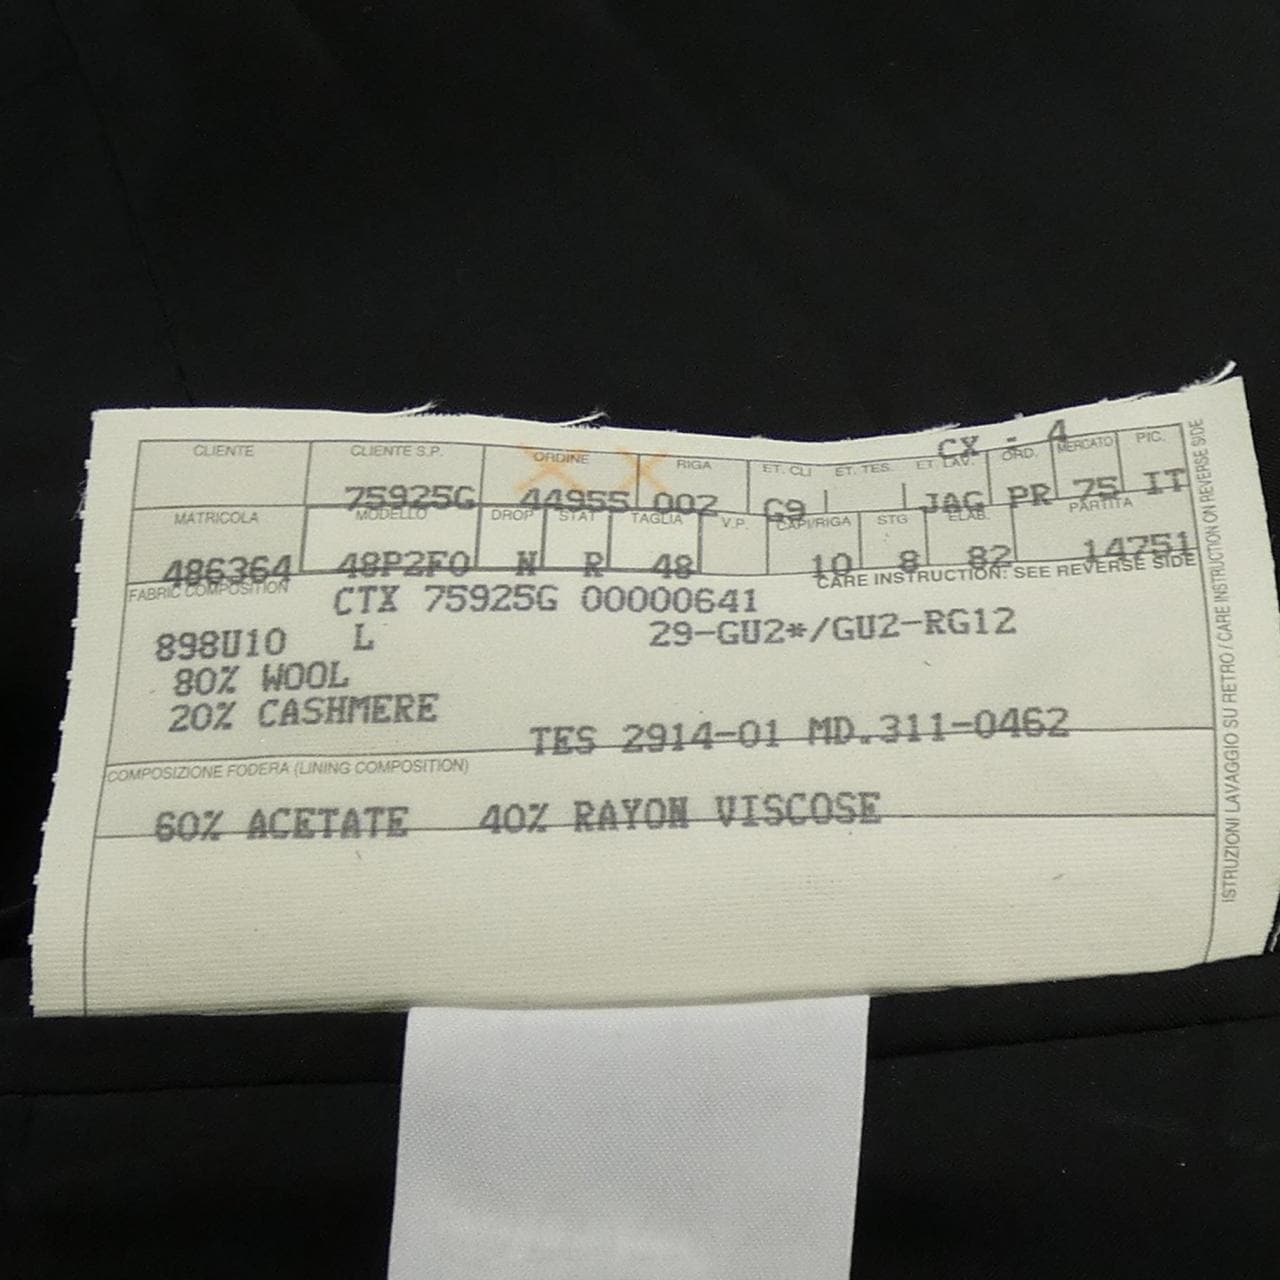 CX - 4
CLIENTE CLIENTE S.P. ORDINE RIGA ET. CLI ET. TES. ET. LAV. ORD. MERCATO PIC.
75925G 44955 002 G9 JAG PR 75 IT
MATRICOLA MODELLO DROP STAT TAGLIA V.P. CAPI/RIGA STG ELAB. PARTITA
486364 48P2F0 N R 48 10 8 82 14751
FABRIC COMPOSITION CARE INSTRUCTION: SEE REVERSE SIDE
CTX 75925G 00000641
898U10 L 29-GU2*/GU2-RG12
80% WOOL
20% CASHMERE
TES 2914-01 MD.311-0462
COMPOSIZIONE FODERA (LINING COMPOSITION)
60% ACETATE 40% RAYON VISCOSE
ISTRUZIONI LAVAGGIO SU RETRO / CARE INSTRUCTION ON REVERSE SIDE